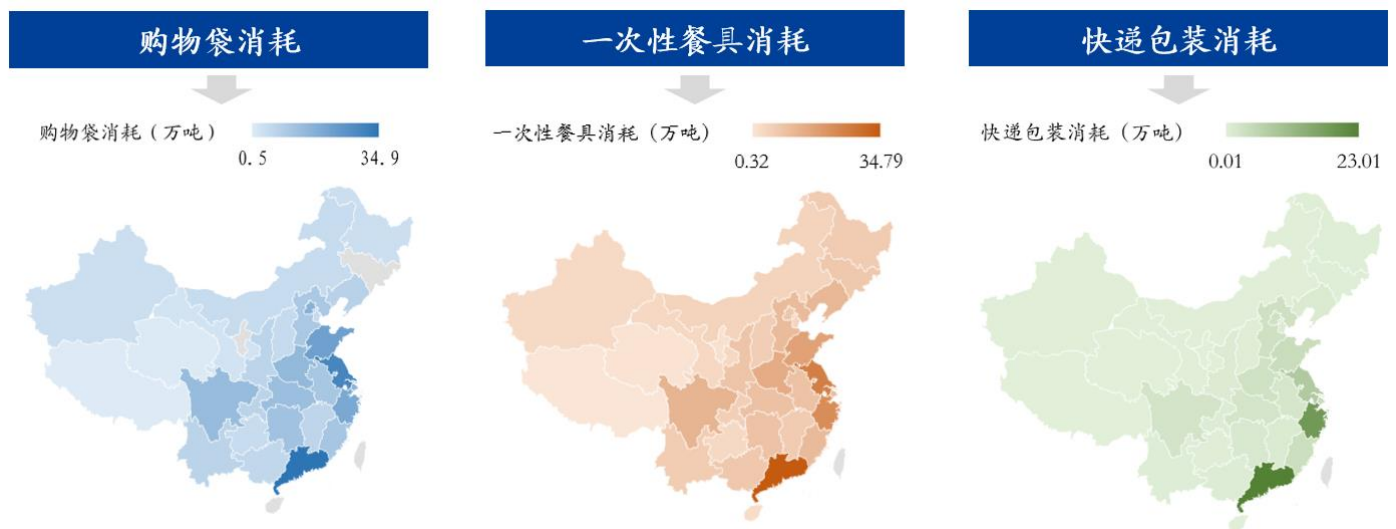 购物袋消耗
一次性餐具消耗
快递包装消耗
购物袋消耗（万吨）
0.5
34.9
一次性餐具消耗（万吨）
0.32
34.79
快递包装消耗（万吨）
0.01
23.01